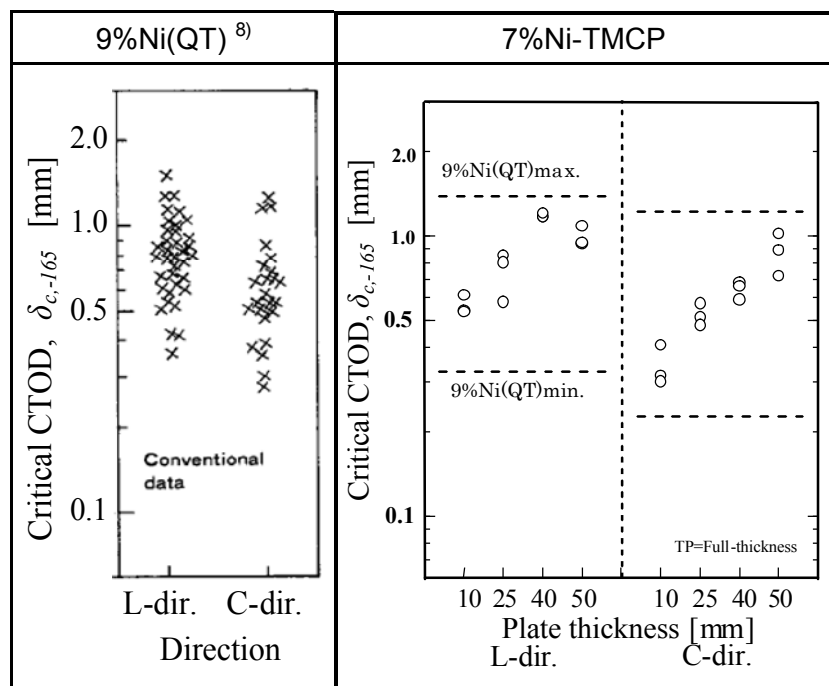 9%Ni(QT) 8)
Critical CTOD, δc,-165 [mm]
2.0
1.0
0.5
0.1
Conventional
data
L-dir. C-dir.
Direction
7%Ni-TMCP
Critical CTOD, δc,-165 [mm]
2.0
1.0
0.5
0.1
9%Ni(QT)max.
9%Ni(QT)min.
TP=Full-thickness
10 25 40 50 10 25 40 50
Plate thickness [mm]
L-dir. C-dir.